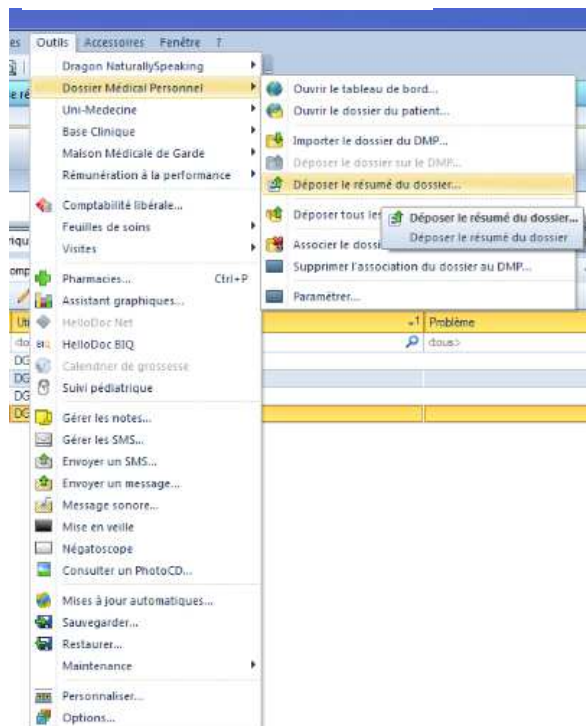 es Outils Accessoires Fenêtre ?
Dragon NaturallySpeaking
Dossier Médical Personnel
Uni-Medecine
Base Clinique
Maison Médicale de Garde
Rémunération à la performance
Comptabilité libérale...
Feuilles de soins
Visites
Pharmacies... Ctrl+P
Assistant graphiques...
HelloDoc Net
BIQ HelloDoc BIQ
Calendrier de grossesse
Suivi pédiatrique
Gérer les notes...
Gérer les SMS...
Envoyer un SMS...
Envoyer un message...
Message sonore...
Mise en veille
Négatoscope
Consulter un PhotoCD...
Mises à jour automatiques...
Sauvegarder...
Restaurer...
Maintenance
Personnaliser...
Options...
Ouvrir le tableau de bord...
Ouvrir le dossier du patient...
Importer le dossier du DMP...
Déposer le dossier sur le DMP...
Déposer le résumé du dossier...
Déposer tous les
Associer le dossi
Supprimer l'association du dossier au DMP...
Paramétrer...
Déposer le résumé du dossier...
Déposer le résumé du dossier
1 Problème
<tous>
DG
DG
DG
DG